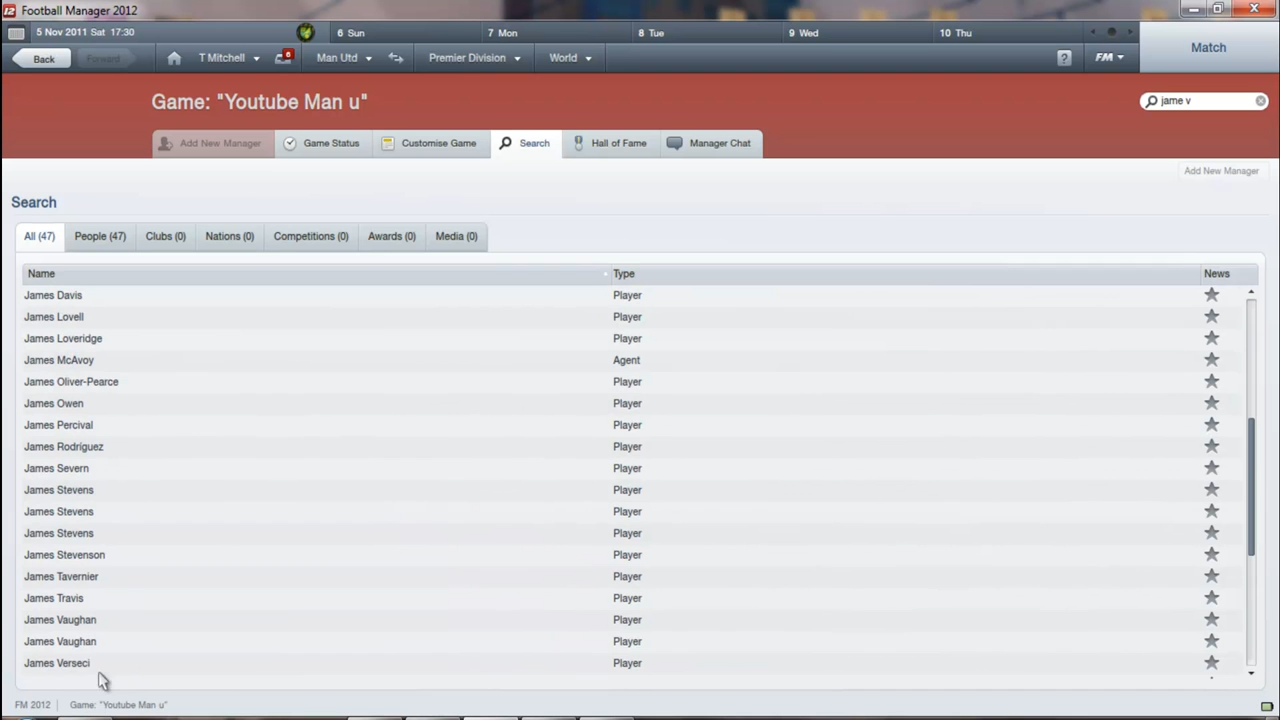 12 Football Manager 2012
5 Nov 2011 Sat 17:30 6 Sun 7 Mon 8 Tue 9 Wed 10 Thu
Back Forward T Mitchell 6 Man Utd Premier Division World ? FM Match
Game: "Youtube Man u" jame v
Add New Manager Game Status Customise Game Search Hall of Fame Manager Chat
Add New Manager
Search
All (47) People (47) Clubs (0) Nations (0) Competitions (0) Awards (0) Media (0)
Name Type News
James Davis Player
James Lovell Player
James Loveridge Player
James McAvoy Agent
James Oliver-Pearce Player
James Owen Player
James Percival Player
James Rodríguez Player
James Severn Player
James Stevens Player
James Stevens Player
James Stevens Player
James Stevenson Player
James Tavernier Player
James Travis Player
James Vaughan Player
James Vaughan Player
James Verseci Player
FM 2012 Game: "Youtube Man u"